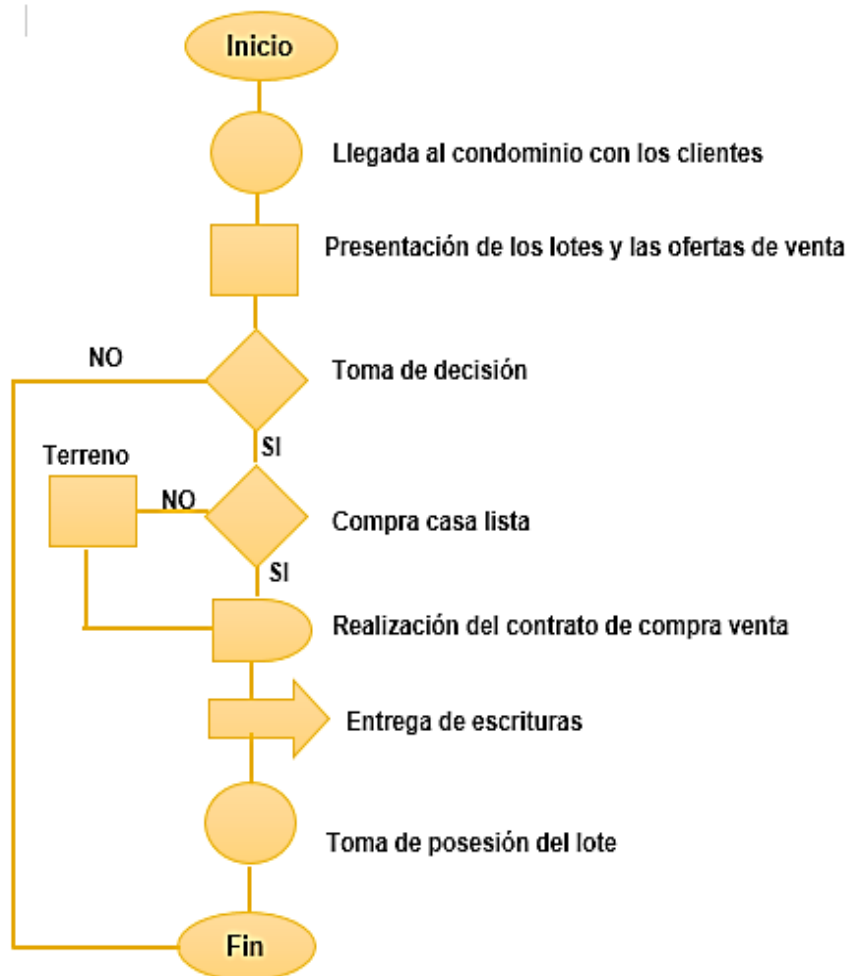 Inicio
Llegada al condominio con los clientes
Presentación de los lotes y las ofertas de venta
NO
Toma de decisión
SI
Terreno
NO
Compra casa lista
SI
Realización del contrato de compra venta
Entrega de escrituras
Toma de posesión del lote
Fin